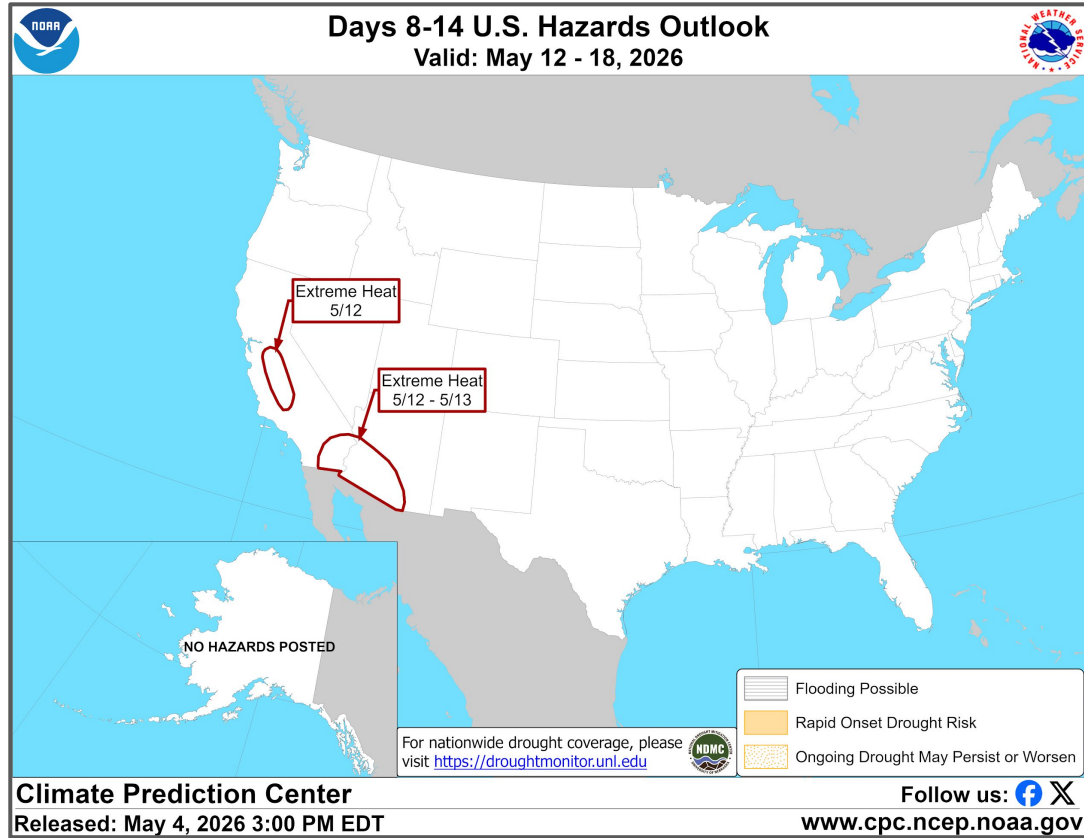 NOAA
Days 8-14 U.S. Hazards Outlook
Valid: May 12 - 18, 2026
NATIONAL WEATHER SERVICE
Extreme Heat
5/12
Extreme Heat
5/12 - 5/13
NO HAZARDS POSTED
For nationwide drought coverage, please
visit https://droughtmonitor.unl.edu
NDMC
Flooding Possible
Rapid Onset Drought Risk
Ongoing Drought May Persist or Worsen
Climate Prediction Center
Released: May 4, 2026 3:00 PM EDT
Follow us:
www.cpc.ncep.noaa.gov